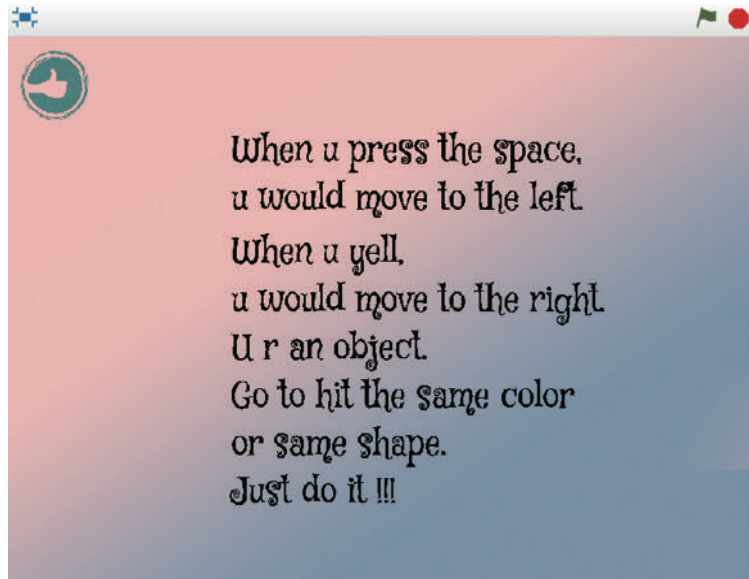 When u press the space,
u would move to the left.
When u yell,
u would move to the right.
U r an object.
Go to hit the same color
or same shape.
Just do it !!!